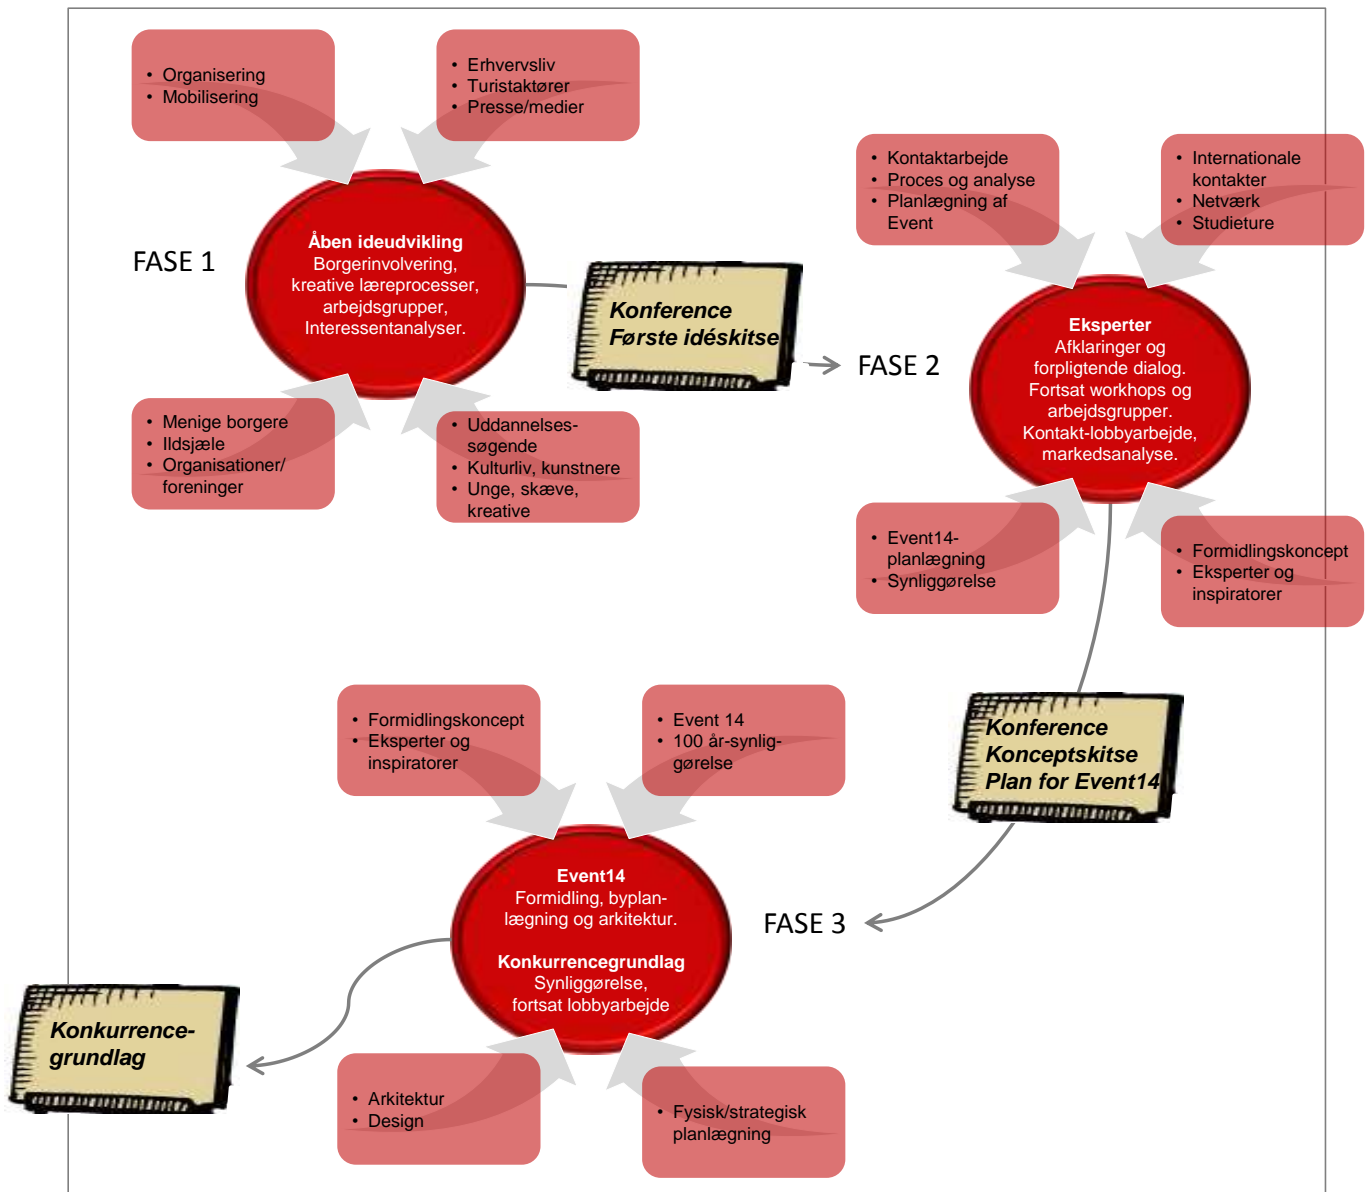 • Organisering
• Mobilisering
• Erhvervsliv
• Turistaktører
• Presse/medier
FASE 1
Åben ideudvikling
Borgerinvolvering,
kreative læreprocesser,
arbejdsgrupper,
Interessentanalyser.
• Menige borgere
• Ildsjæle
• Organisationer/
foreninger
• Uddannelses-
søgende
• Kulturliv, kunstnere
• Unge, skæve,
kreative
Konference
Første idéskitse
FASE 2
• Kontaktarbejde
• Proces og analyse
• Planlægning af
Event
• Internationale
kontakter
• Netværk
• Studieture
Eksperter
Afklaringer og
forpligtende dialog.
Fortsat workhops og
arbejdsgrupper.
Kontakt-lobbyarbejde,
markedsanalyse.
• Event14-
planlægning
• Synliggørelse
• Formidlingskoncept
• Eksperter og
inspiratorer
Konference
Konceptskitse
Plan for Event14
FASE 3
• Formidlingskoncept
• Eksperter og
inspiratorer
• Event 14
• 100 år-synlig-
gørelse
Event14
Formidling, byplan-
lægning og arkitektur.
Konkurrencegrundlag
Synliggørelse,
fortsat lobbyarbejde
• Arkitektur
• Design
• Fysisk/strategisk
planlægning
Konkurrence-
grundlag